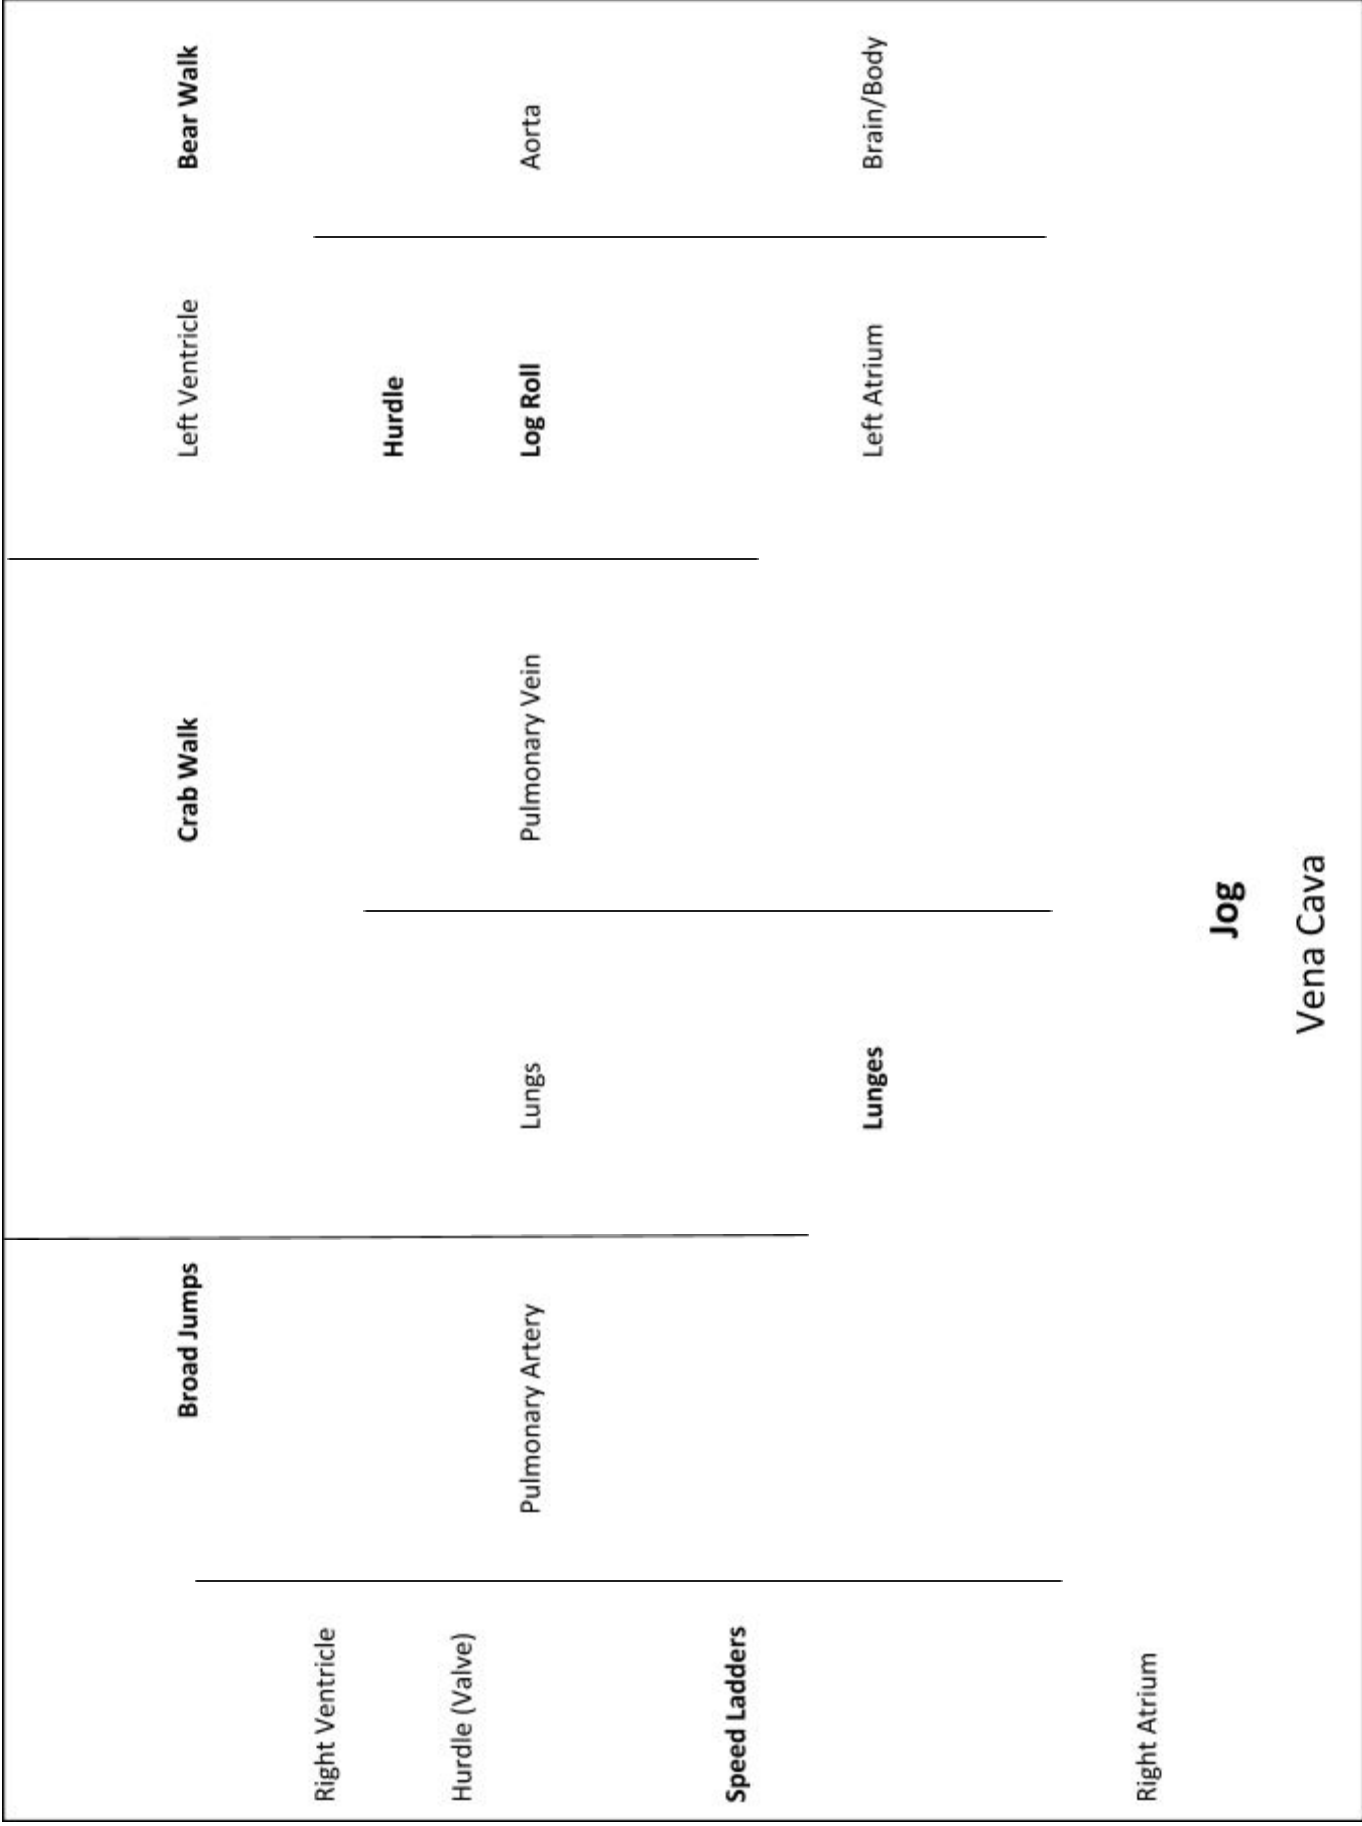 Broad Jumps Crab Walk Left Ventricle Bear Walk
Right Ventricle
Hurdle
Hurdle (Valve)
Pulmonary Artery Lungs Pulmonary Vein Log Roll Aorta
Speed Ladders
Lunges Left Atrium Brain/Body
Right Atrium
Jog
Vena Cava